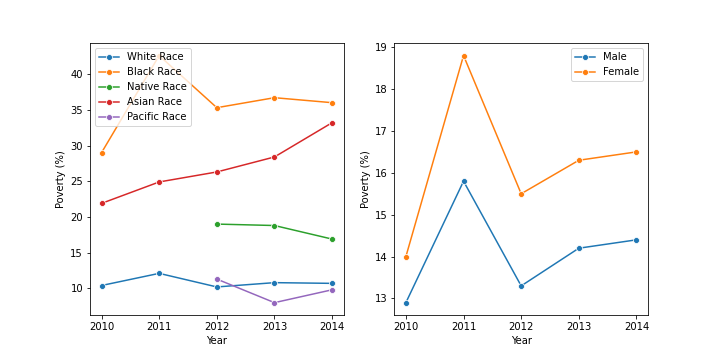 White Race
Black Race
Native Race
Asian Race
Pacific Race
40
35
30
25
20
15
10
Poverty (%)
2010 2011 2012 2013 2014
Year
Male
Female
19
18
17
16
15
14
13
Poverty (%)
2010 2011 2012 2013 2014
Year